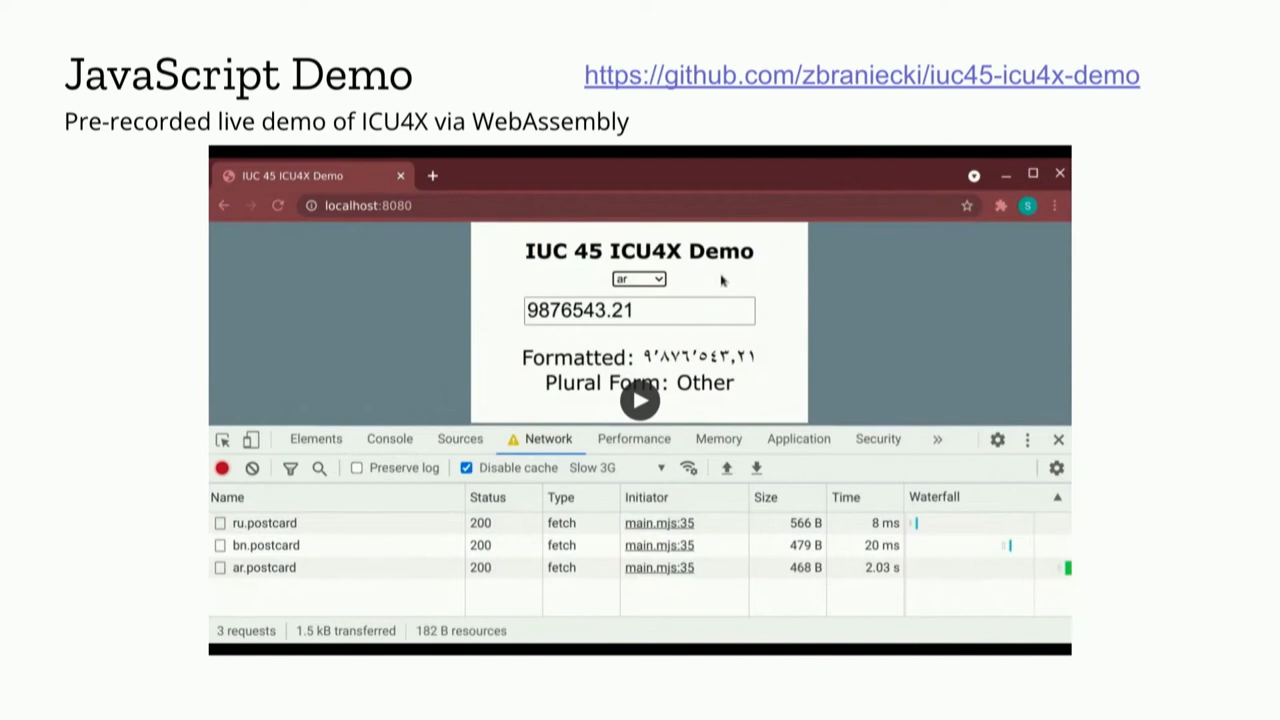 JavaScript Demo
https://github.com/zbraniecki/iuc45-icu4x-demo
Pre-recorded live demo of ICU4X via WebAssembly
IUC 45 ICU4X Demo
localhost:8080
S
IUC 45 ICU4X Demo
ar
9876543.21
Formatted: ٩٬٨٧٦٬٥٤٣٫٢١
Plural Form: Other
Elements Console Sources Network Performance Memory Application Security »
Preserve log Disable cache Slow 3G
Name Status Type Initiator Size Time Waterfall
ru.postcard 200 fetch main.mjs:35 566 B 8 ms
bn.postcard 200 fetch main.mjs:35 479 B 20 ms
ar.postcard 200 fetch main.mjs:35 468 B 2.03 s
3 requests 1.5 kB transferred 182 B resources